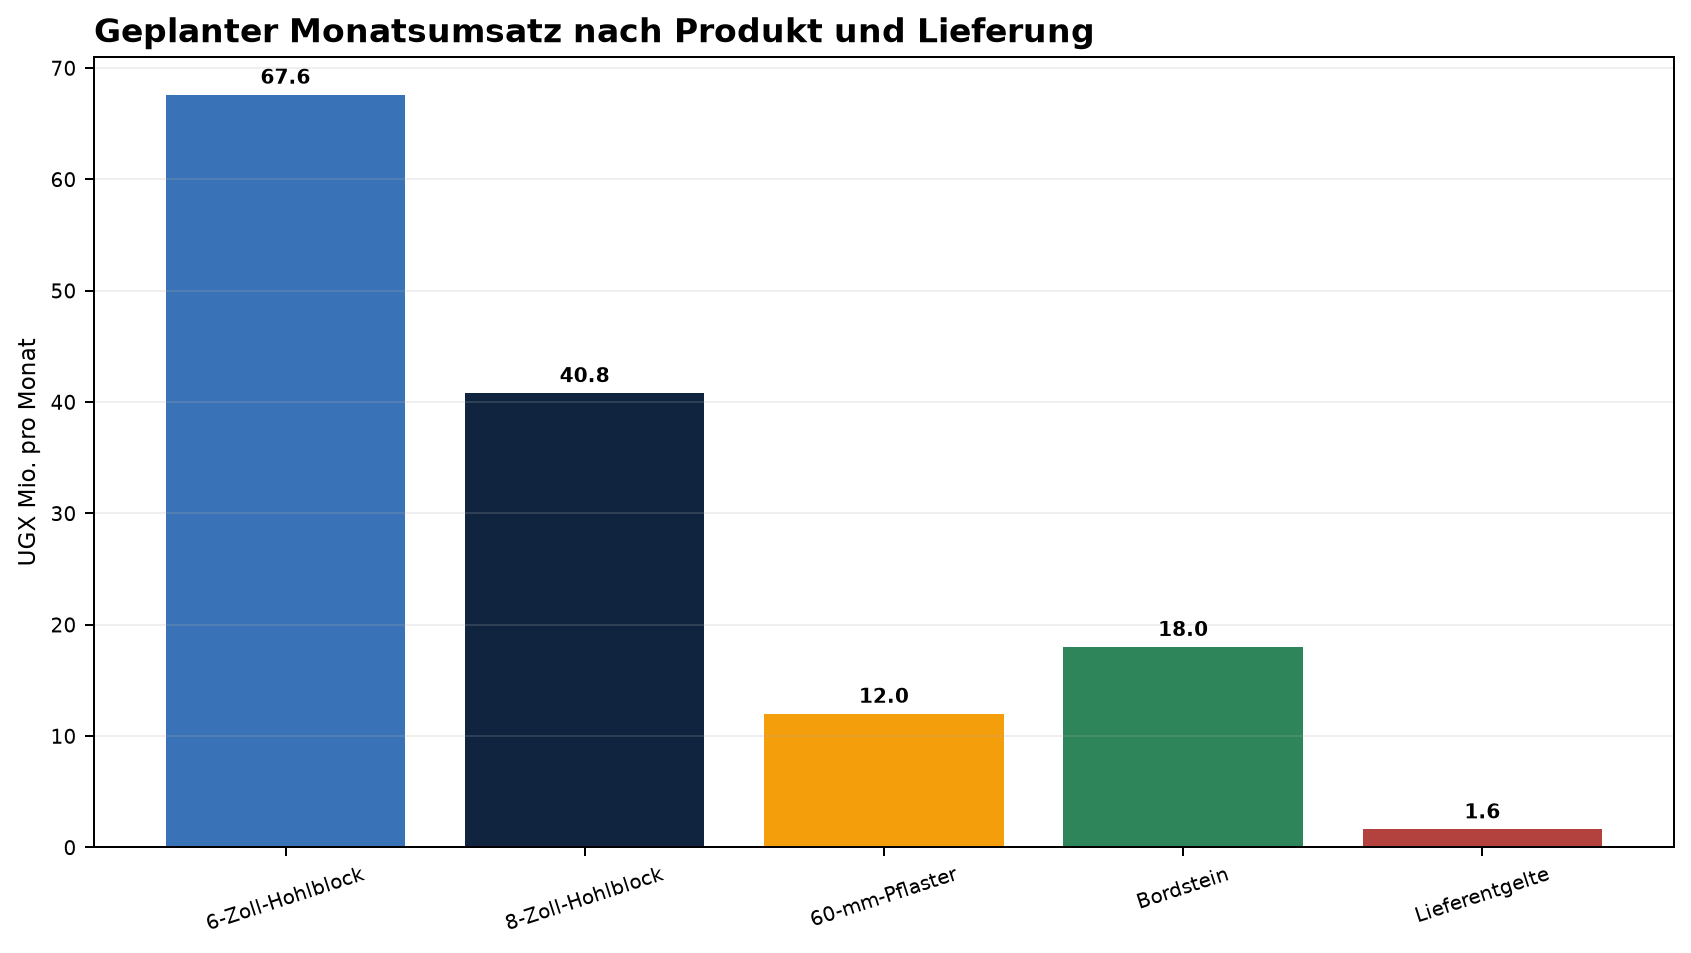 Geplanter Monatsumsatz nach Produkt und Lieferung
UGX Mio. pro Monat
70
60
50
40
30
20
10
0
67.6
40.8
12.0
18.0
1.6
6-Zoll-Hohlblock
8-Zoll-Hohlblock
60-mm-Pflaster
Bordstein
Lieferentgelte